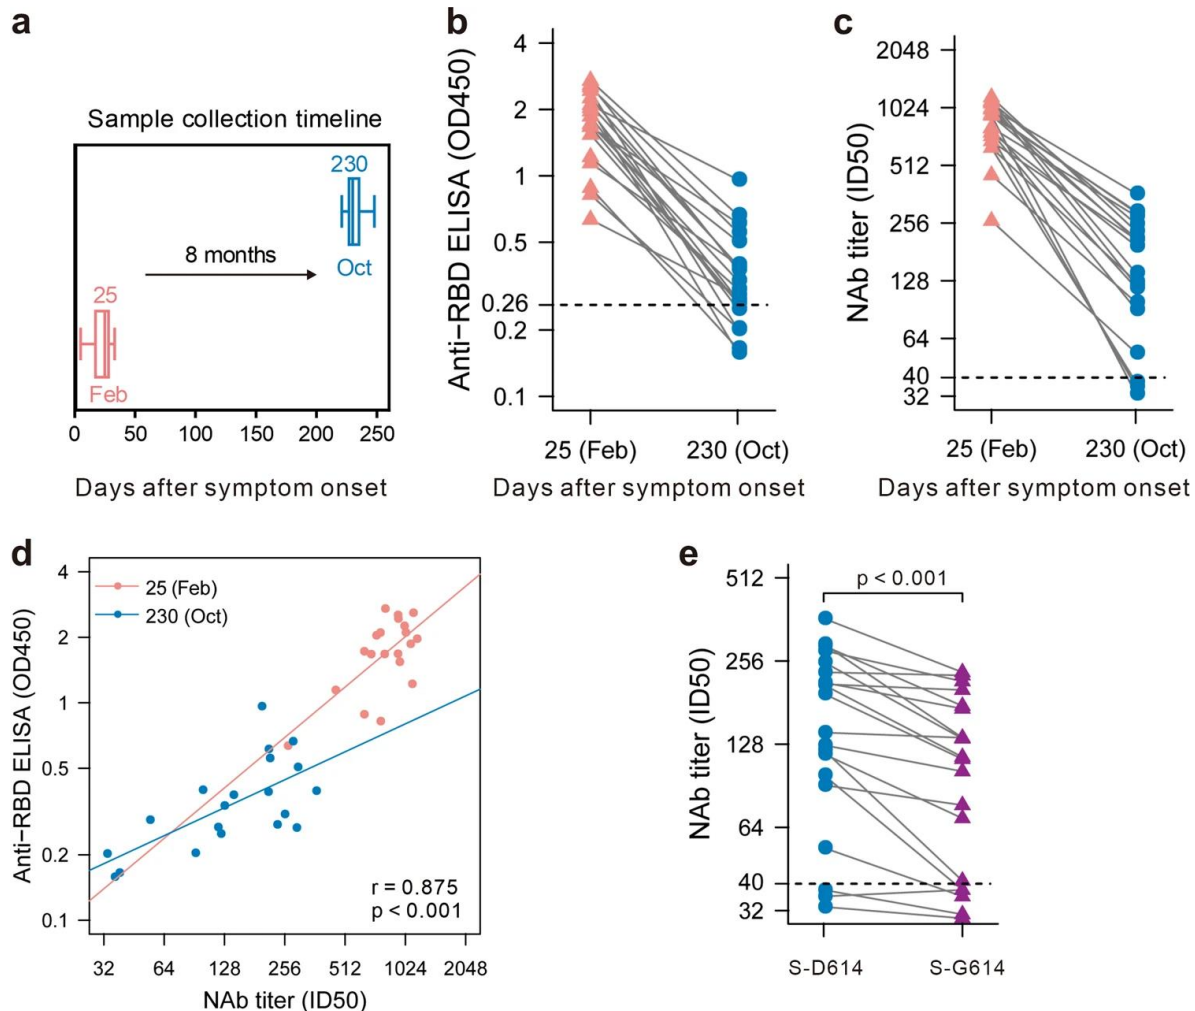 a
Sample collection timeline
230
Oct
8 months
25
Feb
0 50 100 150 200 250
Days after symptom onset
b
Anti−RBD ELISA (OD450)
4
2
1
0.5
0.26
0.2
0.1
25 (Feb) 230 (Oct)
Days after symptom onset
c
NAb titer (ID50)
2048
1024
512
256
128
64
40
32
25 (Feb) 230 (Oct)
Days after symptom onset
d
Anti−RBD ELISA (OD450)
25 (Feb)
230 (Oct)
4
2
1
0.5
0.2
0.1
r = 0.875
p < 0.001
32 64 128 256 512 1024 2048
NAb titer (ID50)
e
NAb titer (ID50)
p < 0.001
512
256
128
64
40
32
S-D614 S-G614